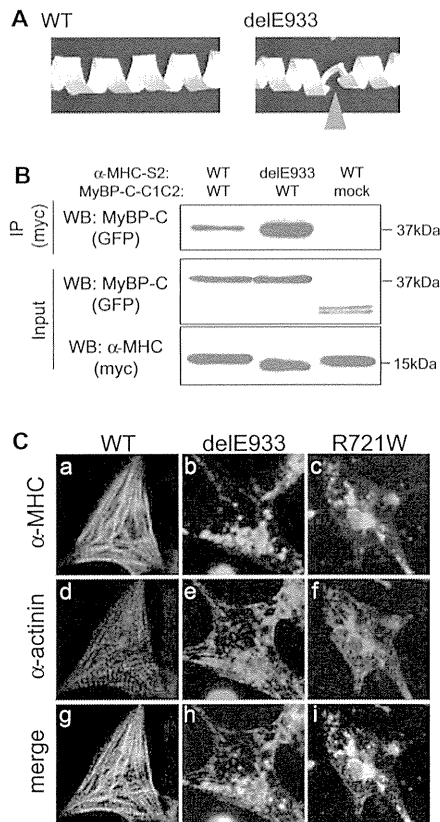 A WT delE933
B
α-MHC-S2: WT delE933 WT
MyBP-C-C1C2: WT WT mock
IP (myc)
WB: MyBP-C (GFP)
37kDa
Input
WB: MyBP-C (GFP)
37kDa
WB: α-MHC (myc)
15kDa
C WT delE933 R721W
α-MHC
a b c
α-actinin
d e f
merge
g h i